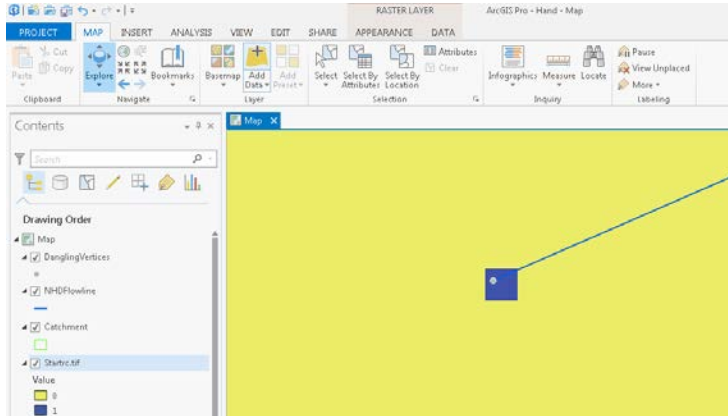 RASTER LAYER
ArcGIS Pro - Hand - Map
PROJECT MAP INSERT ANALYSIS VIEW EDIT SHARE APPEARANCE DATA
Cut
Copy
Paste
Explore
Bookmarks
Basemap
Add Data
Add Preset
Select
Select By Attributes
Select By Location
Attributes
Clear
Infographics
Measure
Locate
Pause
View Unplaced
More
Clipboard
Navigate
Layer
Selection
Inquiry
Labeling
Contents
Map
Search
Drawing Order
Map
DanglingVertices
NHDFlowline
Catchment
Startrc.tif
Value
0
1